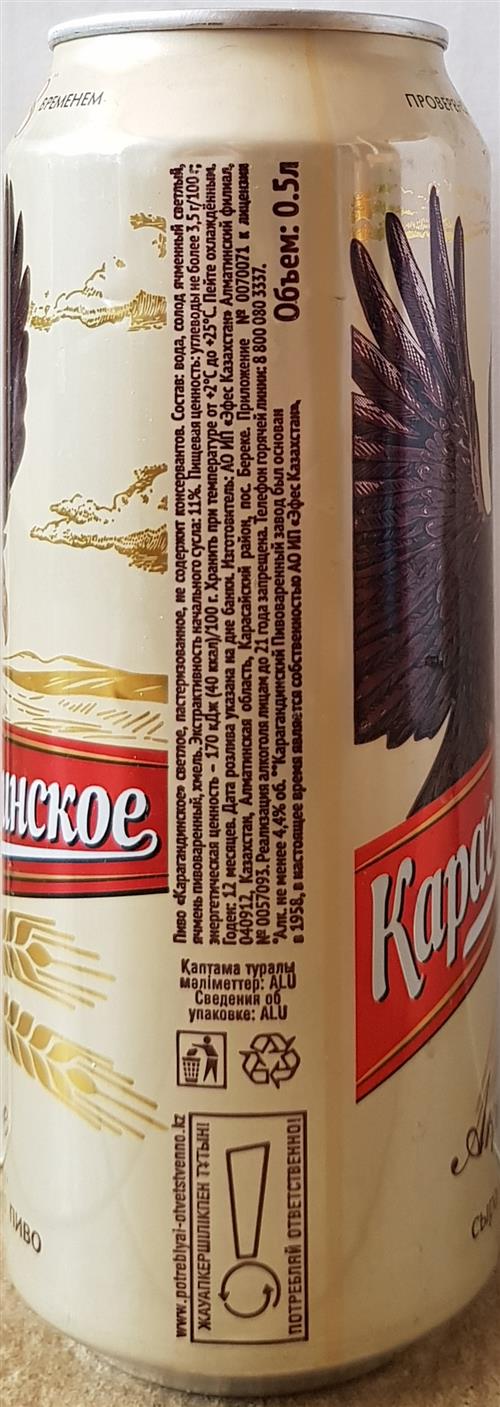 ВРЕМЕНЕМ
ПРОВЕРЕ
Пиво «Карагандинское» светлое, пастеризованное, не содержит консервантов. Состав: вода, солод ячменный светлый,
ячмень пивоваренный, хмель. Экстрактивность начального сусла: 11%. Пищевая ценность: углеводы не более 3,5 г/100 г;
энергетическая ценность – 170 кДж (40 ккал)/100 г. Хранить при температуре от +2°С до +25°С. Пейте охлаждённым.
Годен: 12 месяцев. Дата розлива указана на дне банки. Изготовитель: АО ИП «Эфес Казахстан» Алматинский филиал,
040912, Казахстан, Алматинская область, Карасайский район, пос. Береке. Приложение № 0070071 к лицензии
№ 0057093. Реализация алкоголя лицам до 21 года запрещена. Телефон горячей линии: 8 800 080 3337.
*Алк. не менее 4,4% об. **Карагандинский Пивоваренный завод был основан
в 1958, в настоящее время является собственностью АО ИП «Эфес Казахстан».
Объем: 0.5л
инское
Кара
Қаптама туралы
мәліметтер: ALU
Сведения об
упаковке: ALU
www.potreblyai-otvetstvenno.kz
ЖАУАПКЕРШІЛІКПЕН ТҰТЫН!
ПОТРЕБЛЯЙ ОТВЕТСТВЕННО!
ПИВО